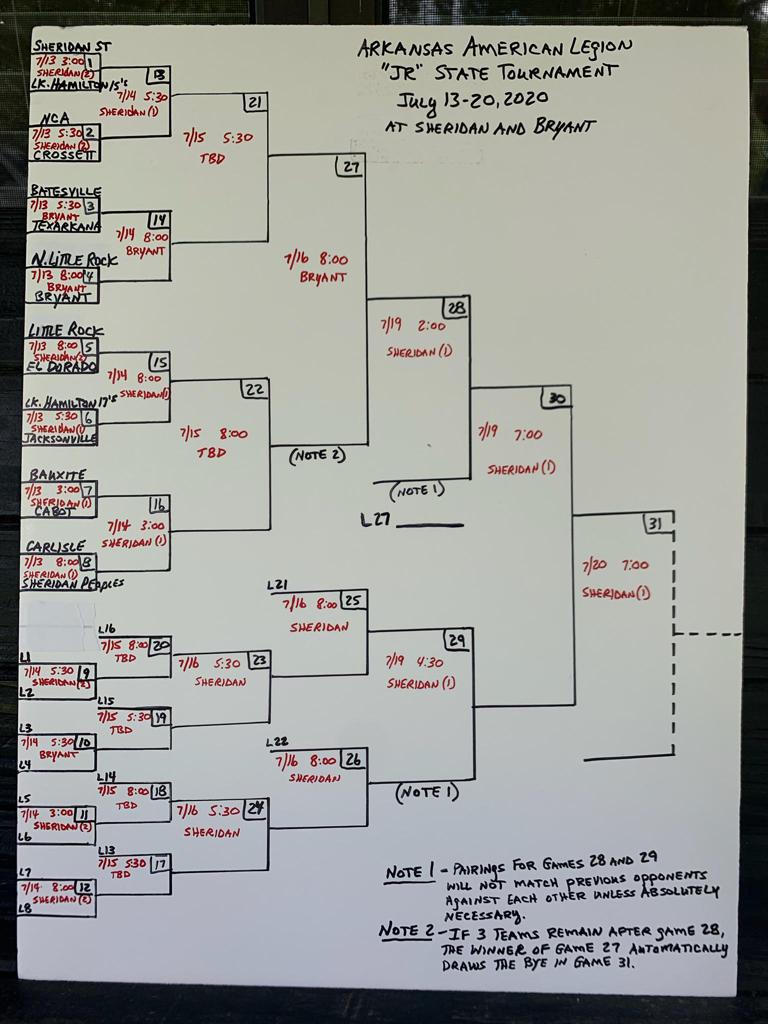 ARKANSAS AMERICAN LEGION
"JR" STATE TOURNAMENT
July 13-20, 2020
AT SHERIDAN AND BRYANT
SHERIDAN ST
7/13 3:00 1
SHERIDAN (2)
LK. HAMILTON 15's
NCA
7/13 5:30 2
SHERIDAN (2)
CROSSETT
BATESVILLE
7/13 5:30 3
BRYANT
TEXARKANA
N. LITTLE ROCK
7/13 8:00 4
BRYANT
BRYANT
LITTLE ROCK
7/13 8:00 5
SHERIDAN (2)
EL DORADO
LK. HAMILTON 17's
7/13 5:30 6
SHERIDAN (1)
JACKSONVILLE
BAUXITE
7/13 3:00 7
SHERIDAN (1)
CABOT
CARLISLE
7/13 8:00 8
SHERIDAN (1)
SHERIDAN PEOPLES
L1
7/14 5:30 9
SHERIDAN (2)
L2
L3
7/14 5:30 10
BRYANT
L4
L5
7/14 3:00 11
SHERIDAN (2)
L6
L7
7/14 8:00 12
SHERIDAN (2)
L8
13
7/14 5:30
SHERIDAN (1)
14
7/14 8:00
BRYANT
15
7/14 8:00
SHERIDAN (1)
16
7/14 3:00
SHERIDAN (1)
L16
7/15 8:00 20
TBD
L15
7/15 5:30 19
TBD
L14
7/15 8:00 18
TBD
L13
7/15 5:30 17
TBD
21
7/15 5:30
TBD
22
7/15 8:00
TBD
7/16 5:30 23
SHERIDAN
7/16 5:30 24
SHERIDAN
27
7/16 8:00
BRYANT
(NOTE 2)
L21
7/16 8:00 25
SHERIDAN
L22
7/16 8:00 26
SHERIDAN
28
7/19 2:00
SHERIDAN (1)
(NOTE 1)
L27
29
7/19 4:30
SHERIDAN (1)
(NOTE 1)
30
7/19 7:00
SHERIDAN (1)
31
7/20 7:00
SHERIDAN (1)
NOTE 1 - PAIRINGS FOR GAMES 28 AND 29
WILL NOT MATCH PREVIOUS OPPONENTS
AGAINST EACH OTHER UNLESS ABSOLUTELY
NECESSARY.
NOTE 2 - IF 3 TEAMS REMAIN AFTER GAME 28,
THE WINNER OF GAME 27 AUTOMATICALLY
DRAWS THE BYE IN GAME 31.